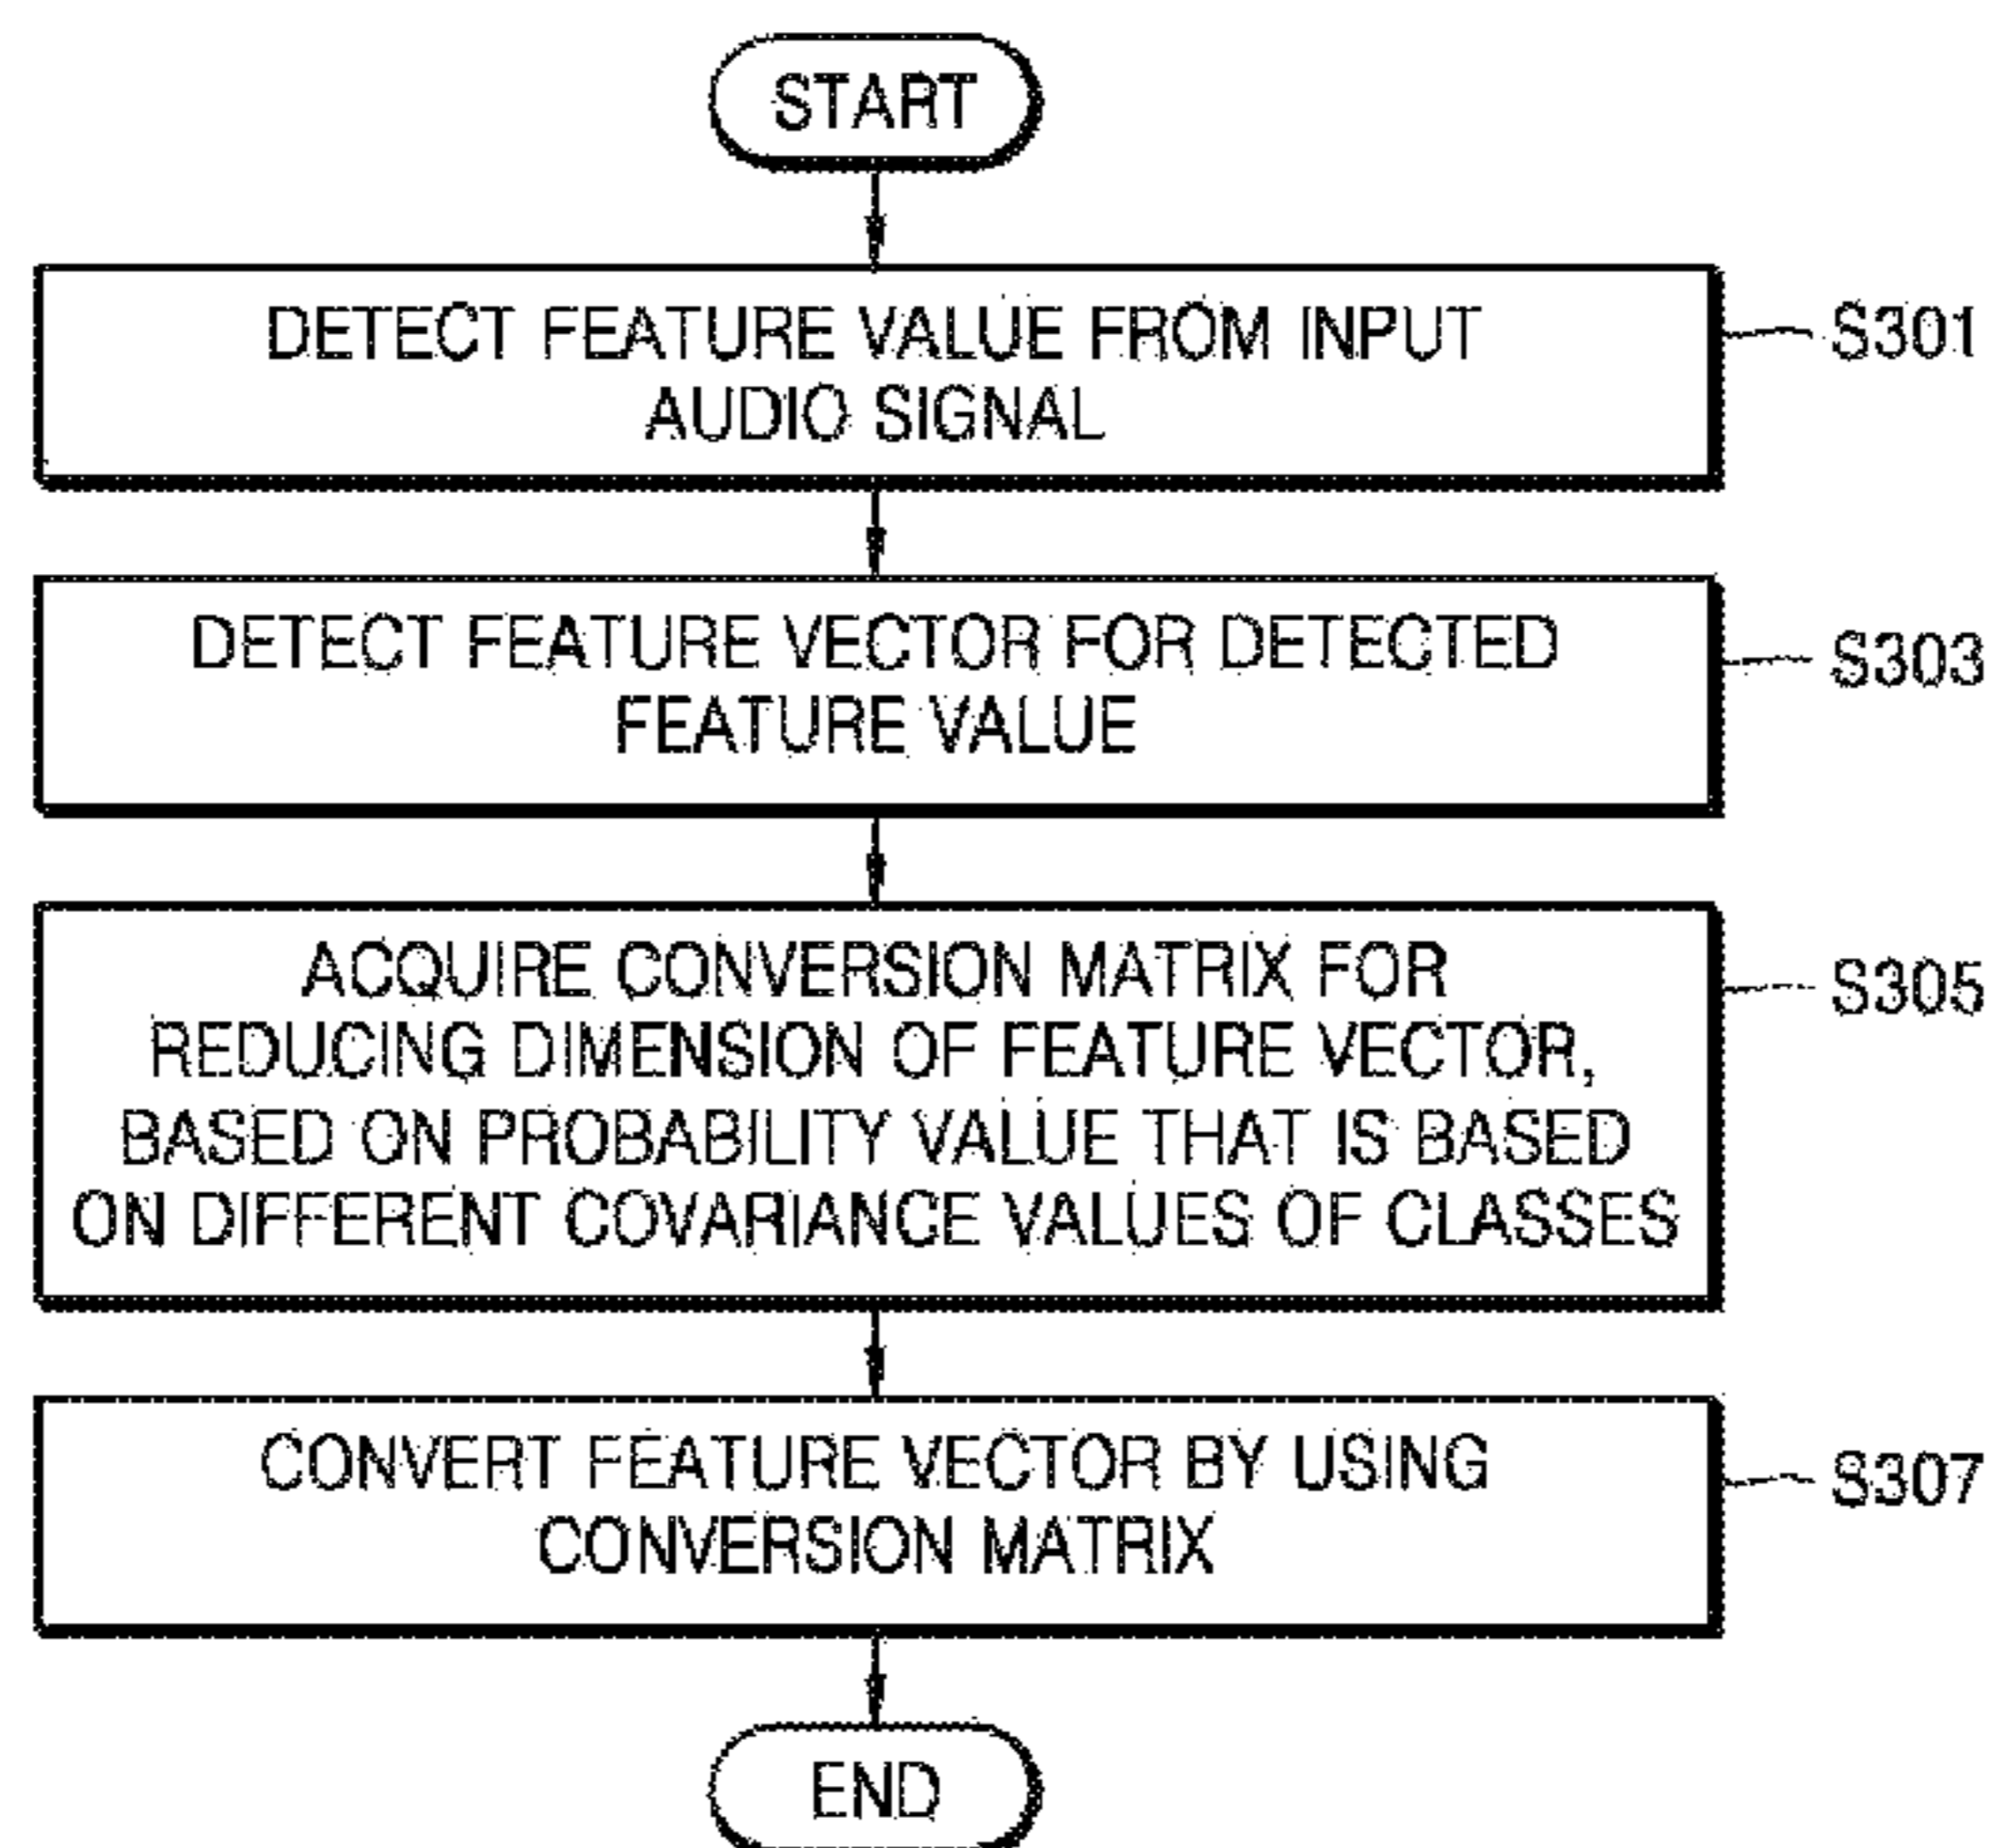 START
DETECT FEATURE VALUE FROM INPUT
AUDIO SIGNAL
S301
DETECT FEATURE VECTOR FOR DETECTED
FEATURE VALUE
S303
ACQUIRE CONVERSION MATRIX FOR
REDUCING DIMENSION OF FEATURE VECTOR,
BASED ON PROBABILITY VALUE THAT IS BASED
ON DIFFERENT COVARIANCE VALUES OF CLASSES
S305
CONVERT FEATURE VECTOR BY USING
CONVERSION MATRIX
S307
END